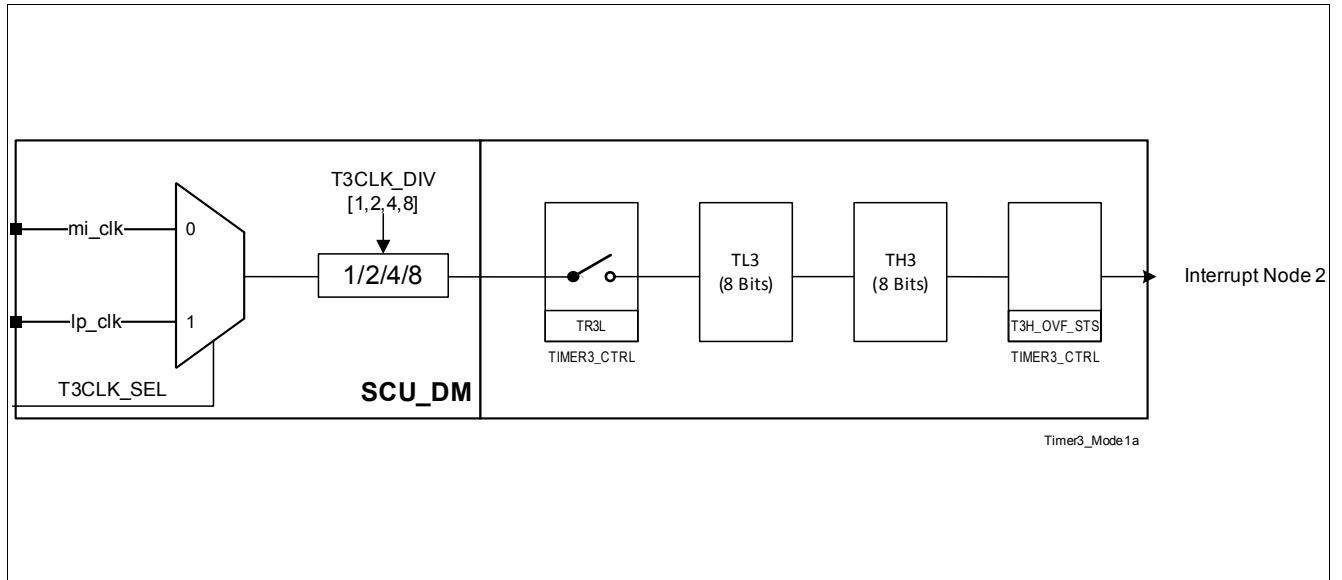 T3CLK_DIV
[1,2,4,8]
mi_clk
0
1/2/4/8
TL3
(8 Bits)
TH3
(8 Bits)
Interrupt Node 2
lp_clk
1
TR3L
T3H_OVF_STS
TIMER3_CTRL
TIMER3_CTRL
T3CLK_SEL
SCU_DM
Timer3_Mode1a